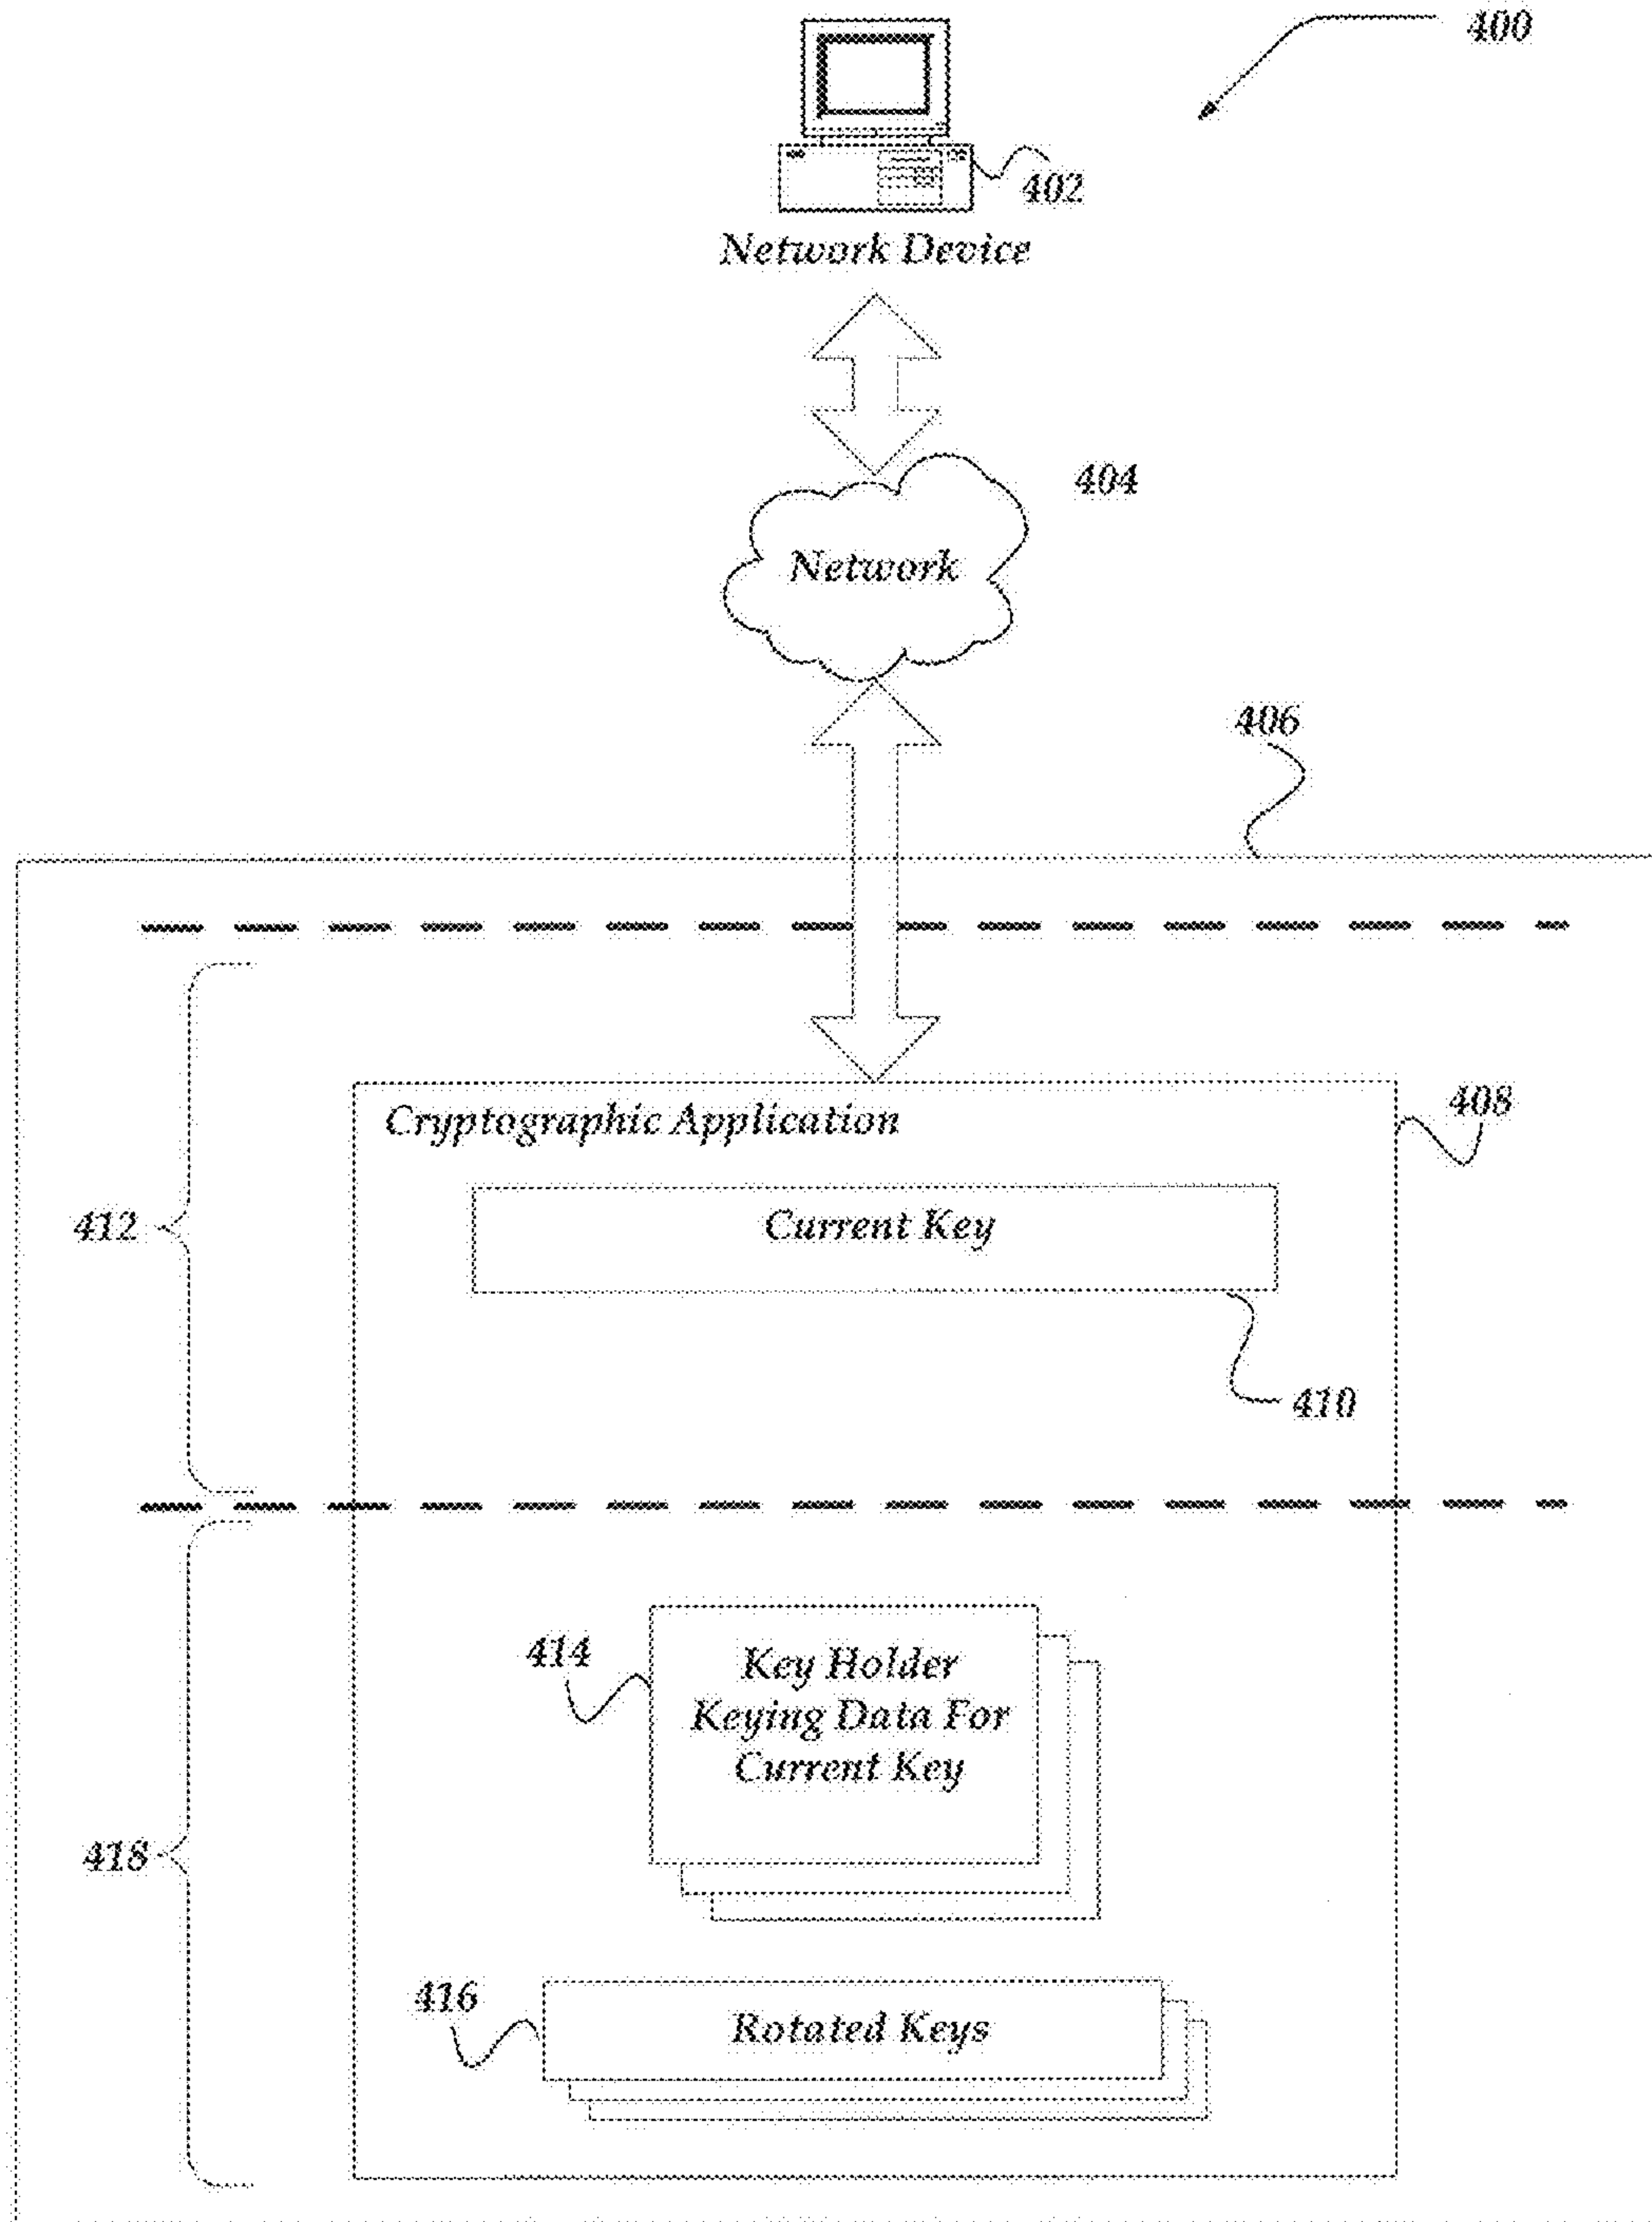 400
402
Network Device
404
Network
406
Cryptographic Application
408
Current Key
412
410
414
Key Holder
Keying Data For
Current Key
418
416
Rotated Keys